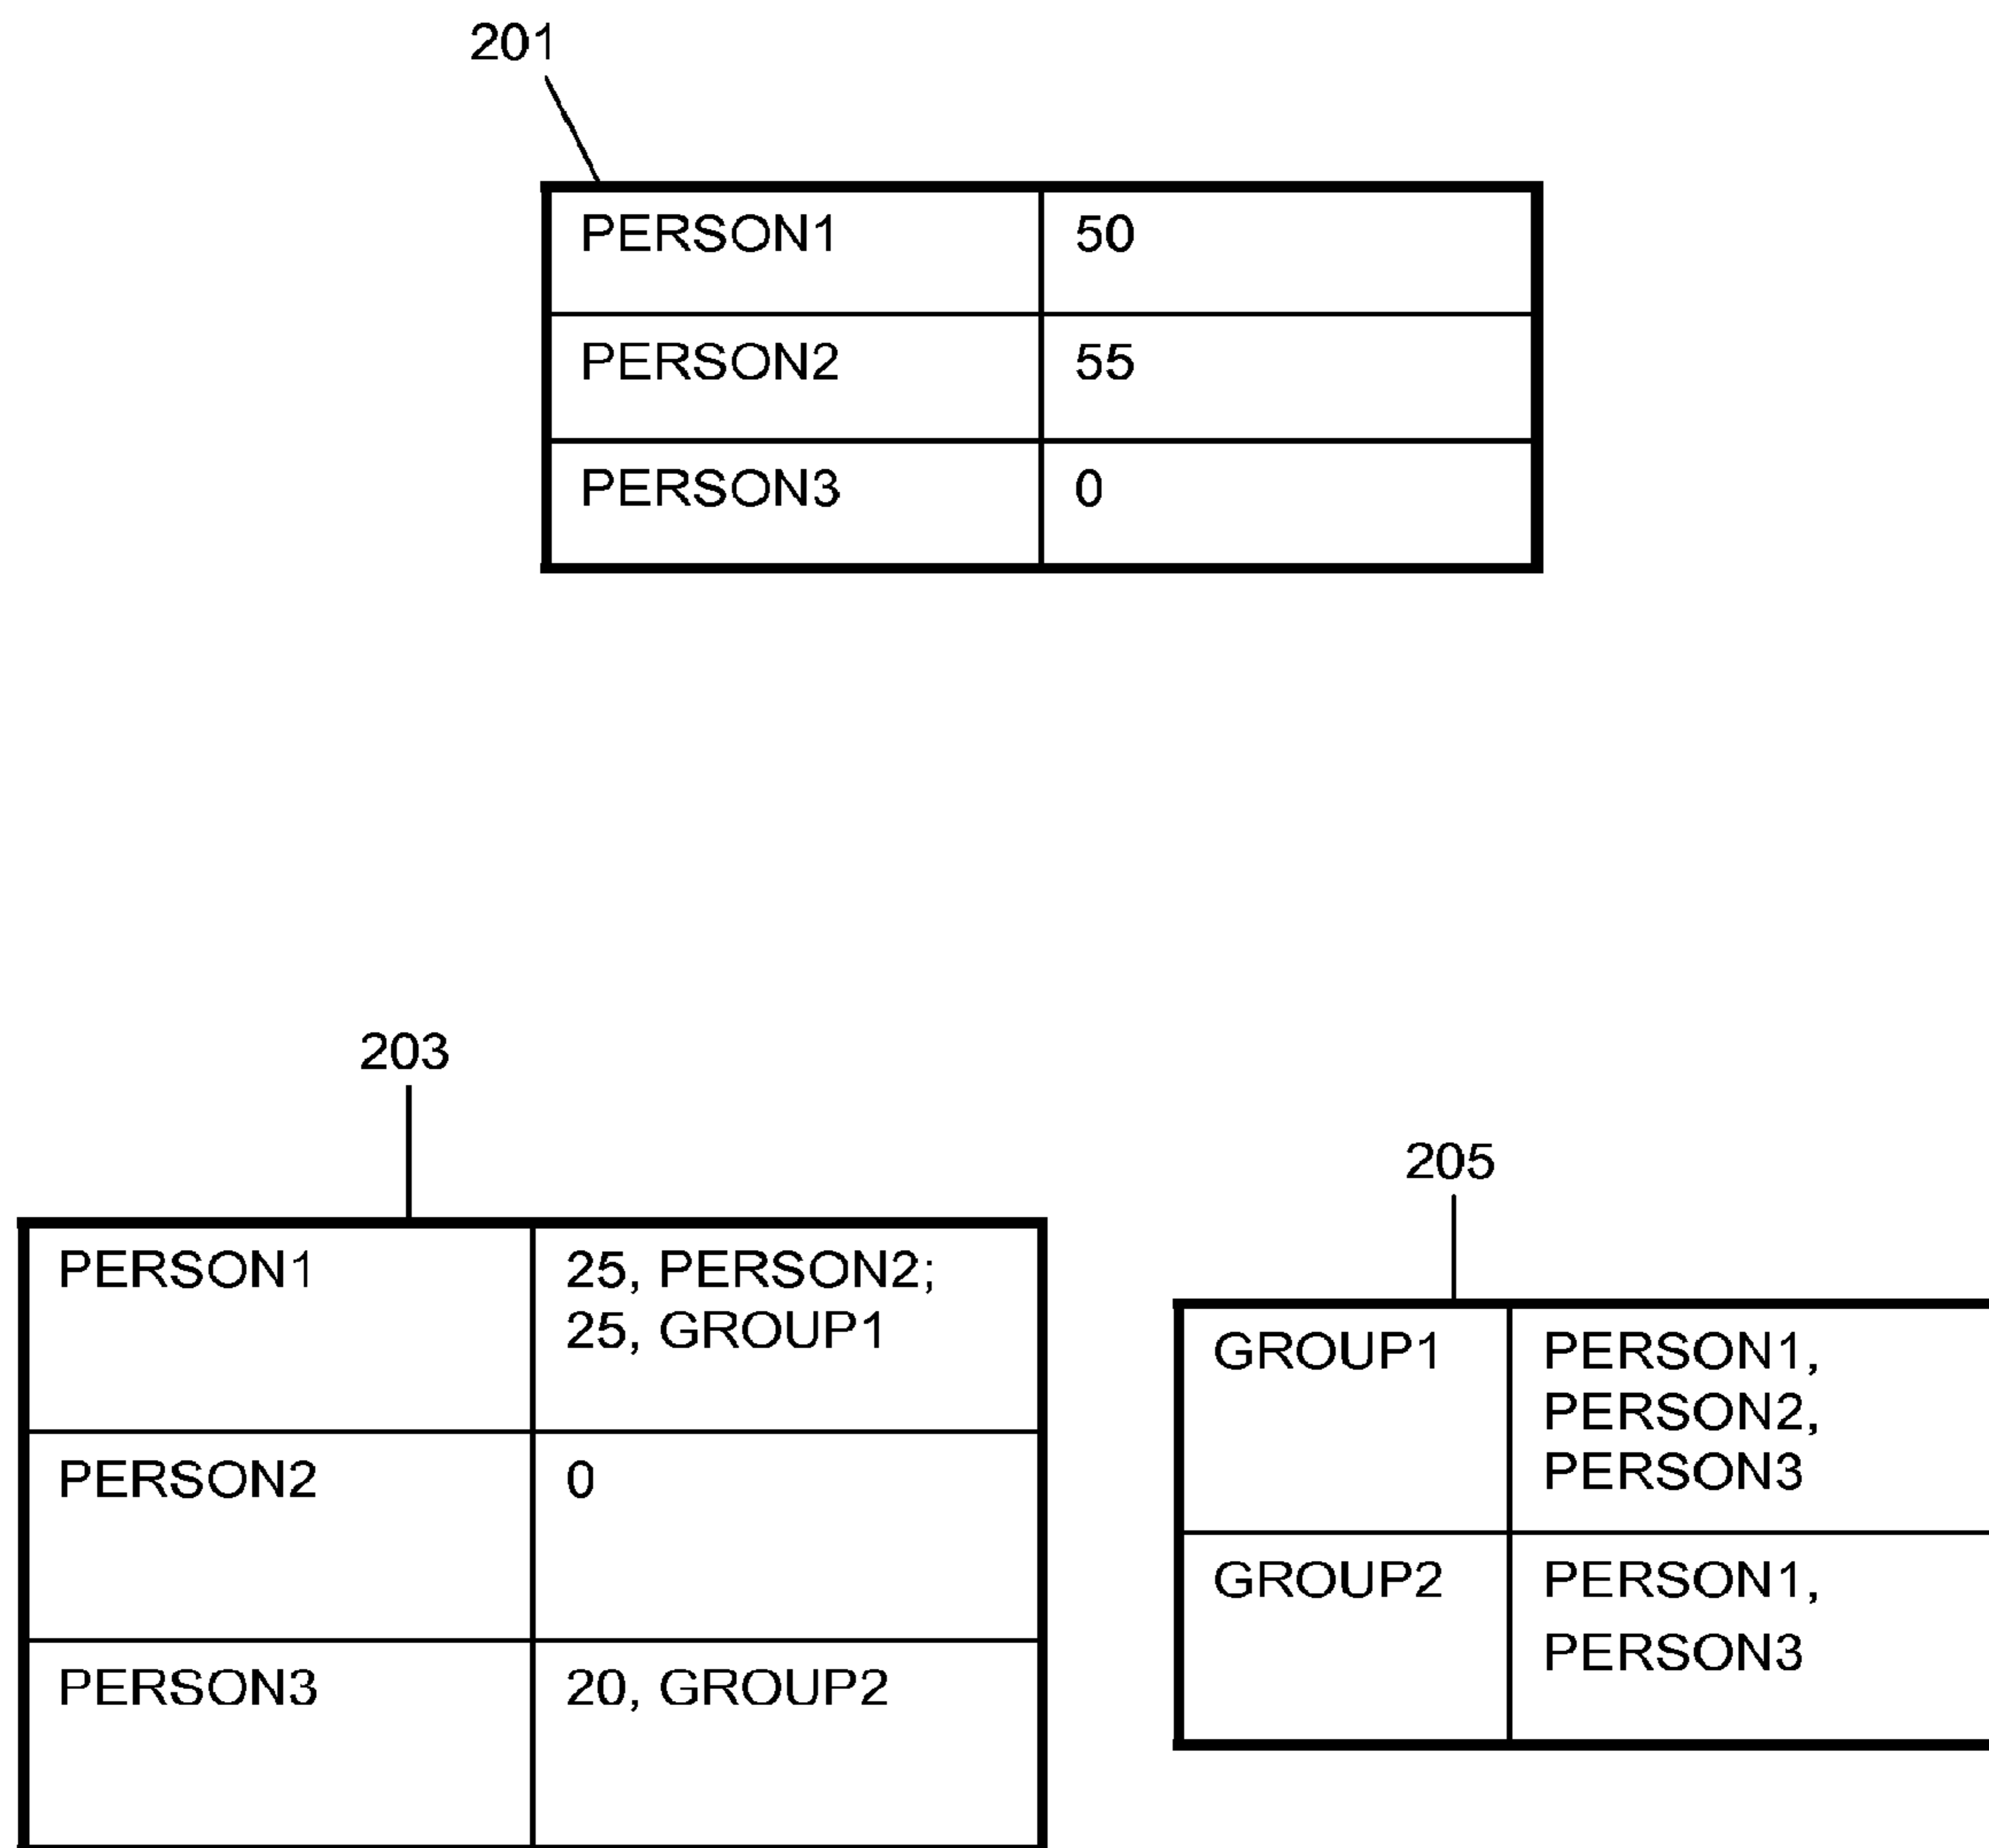 201
PERSON1 50
PERSON2 55
PERSON3 0
203
PERSON1 25, PERSON2;
25, GROUP1
PERSON2 0
PERSON3 20, GROUP2
205
GROUP1 PERSON1,
PERSON2,
PERSON3
GROUP2 PERSON1,
PERSON3